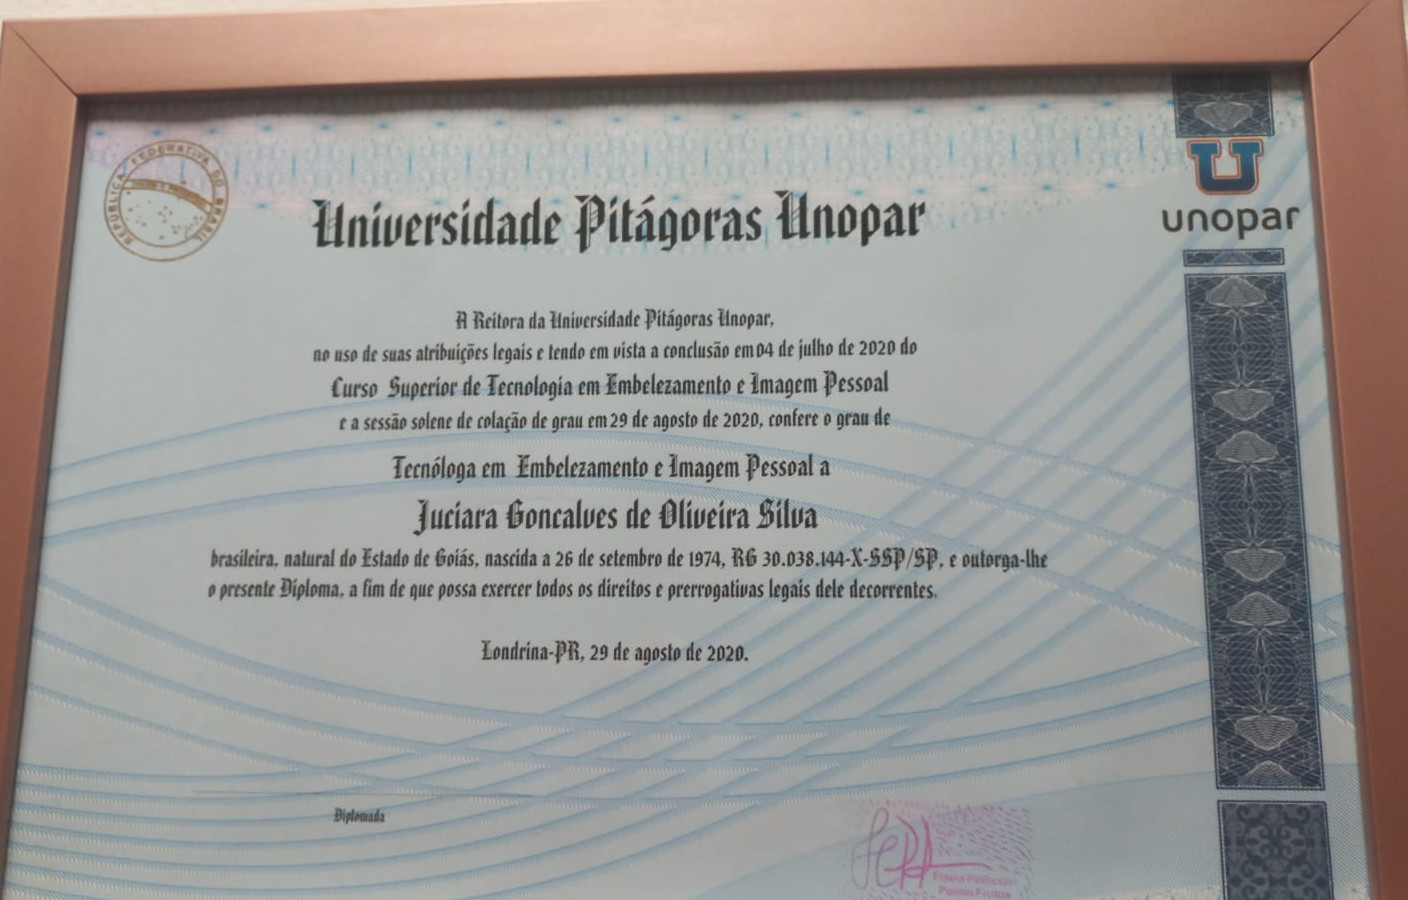 REPÚBLICA FEDERATIVA DO BRASIL
unopar
Universidade Pitágoras Unopar
A Reitora da Universidade Pitágoras Unopar,
no uso de suas atribuições legais e tendo em vista a conclusão em 04 de julho de 2020 do
Curso Superior de Tecnologia em Embelezamento e Imagem Pessoal
e a sessão solene de colação de grau em 29 de agosto de 2020, confere o grau de
Tecnóloga em Embelezamento e Imagem Pessoal a
Juciara Goncalves de Oliveira Silva
brasileira, natural do Estado de Goiás, nascida a 26 de setembro de 1974, RG 30.038.144-X-SSP/SP, e outorga-lhe
o presente Diploma, a fim de que possa exercer todos os direitos e prerrogativas legais dele decorrentes.
Londrina-PR, 29 de agosto de 2020.
Diplomada